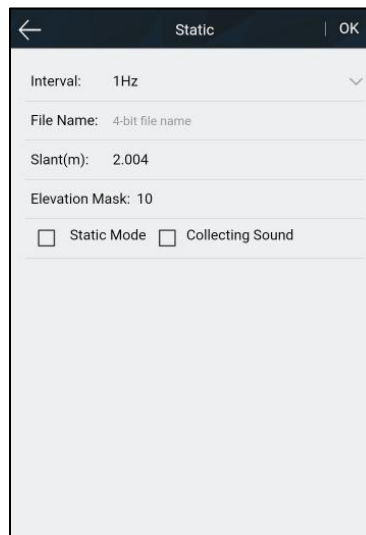 Static | OK
Interval: 1Hz
File Name: 4-bit file name
Slant(m): 2.004
Elevation Mask: 10
Static Mode Collecting Sound